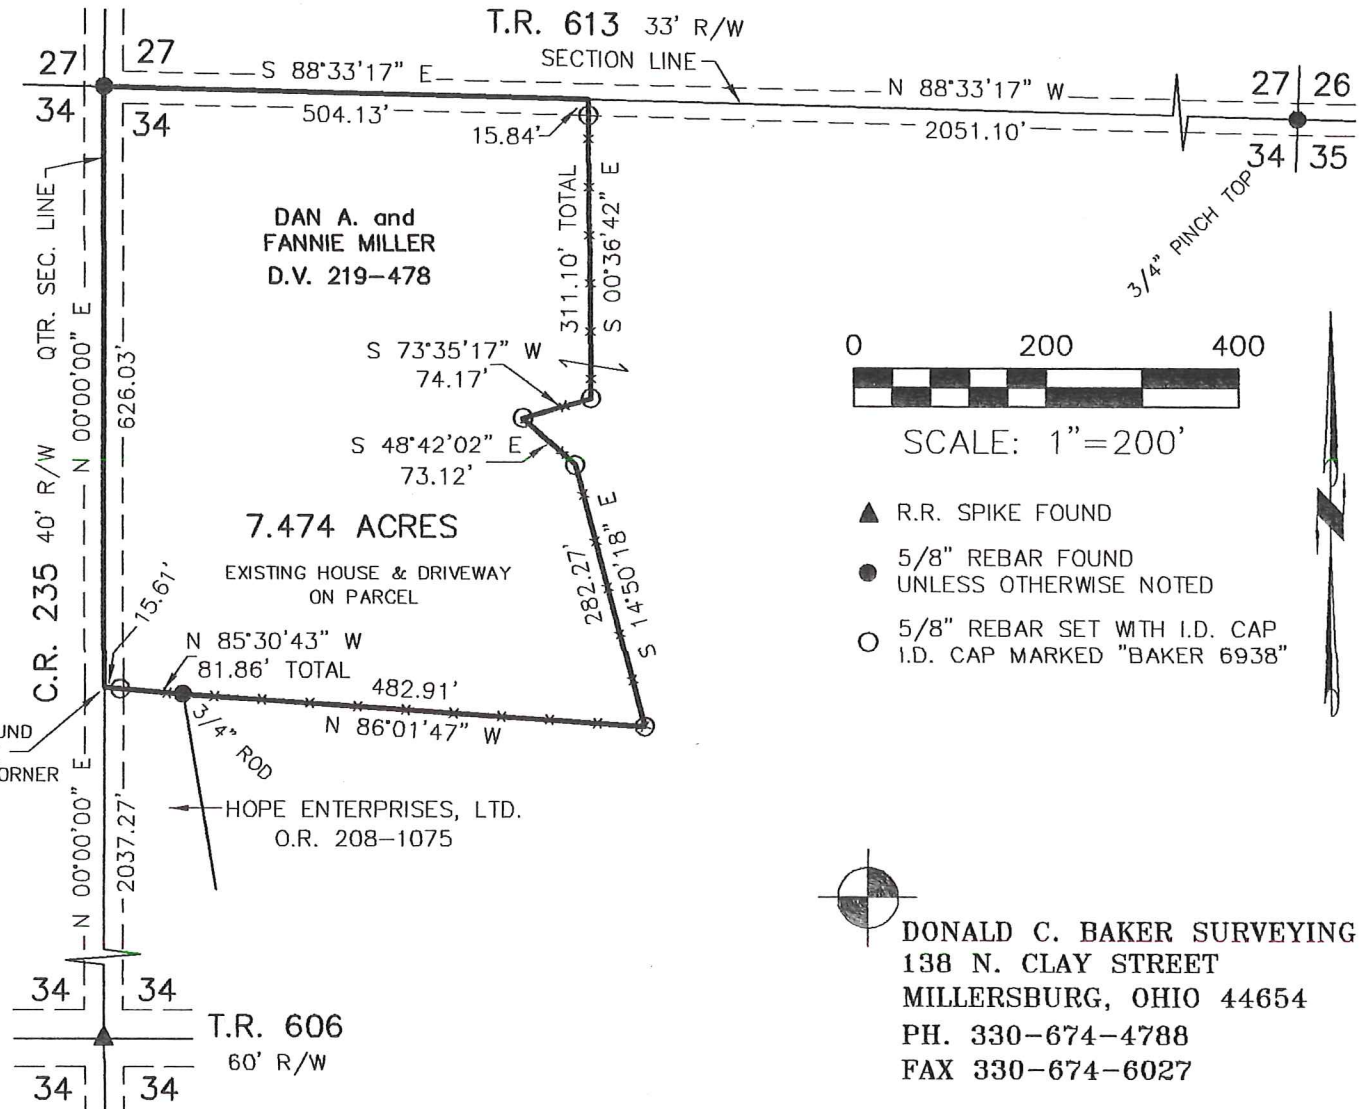 T.R. 613 33' R/W
SECTION LINE
27
27
S 88°33'17" E
N 88°33'17" W
27
26
34
34
504.13'
15.84'
2051.10'
34
35
3/4" PINCH TOP
QTR. SEC. LINE
DAN A. and
FANNIE MILLER
D.V. 219-478
311.10' TOTAL
S 00°36'42" E
N 00°00'00" E
626.03'
C.R. 235 40' R/W
S 73°35'17" W
74.17'
S 48°42'02" E
73.12'
0 200 400
SCALE: 1"=200'
R.R. SPIKE FOUND
5/8" REBAR FOUND
UNLESS OTHERWISE NOTED
5/8" REBAR SET WITH I.D. CAP
I.D. CAP MARKED "BAKER 6938"
N
7.474 ACRES
EXISTING HOUSE & DRIVEWAY
ON PARCEL
282.27'
S 14°50'18" E
15.61'
N 85°30'43" W
81.86' TOTAL
482.91'
N 86°01'47" W
3/4" ROD
UND
ORNER
N 00°00'00" E
2037.27'
HOPE ENTERPRISES, LTD.
O.R. 208-1075
34
34
T.R. 606
60' R/W
34
34
DONALD C. BAKER SURVEYING
138 N. CLAY STREET
MILLERSBURG, OHIO 44654
PH. 330-674-4788
FAX 330-674-6027